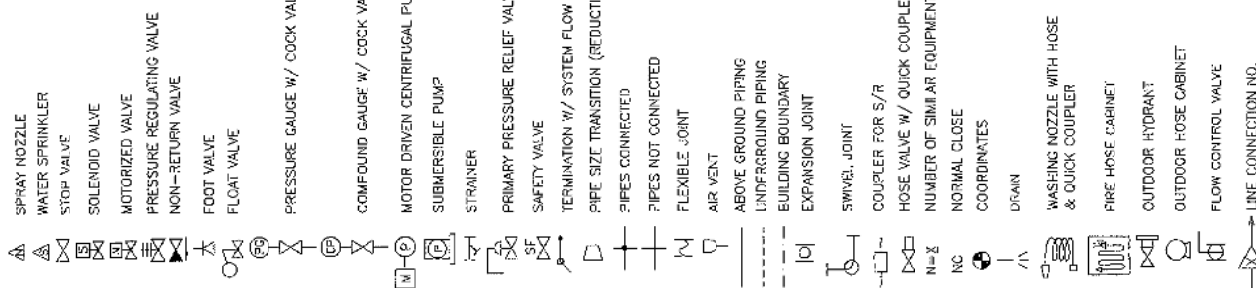 SPRAY NOZZLE
WATER SPRINKLER
STOP VALVE
S SOLENOID VALVE
M MOTORIZED VALVE
PRESSURE REGULATING VALVE
NON-RETURN VALVE
FOOT VALVE
FLOAT VALVE
PG PRESSURE GAUGE W/ COCK VAL
COMPOUND GAUGE W/ COCK VA
M P MOTOR DRIVEN CENTRIFUGAL PU
P SUBMERSIBLE PUMP
STRAINER
PRIMARY PRESSURE RELIEF VAL
SF SAFETY VALVE
TERMINATION W/ SYSTEM FLOW
PIPE SIZE TRANSITION (REDUCTI
PIPES CONNECTED
PIPES NOT CONNECTED
FLEXIBLE JOINT
AIR VENT
ABOVE GROUND PIPING
UNDERGROUND PIPING
BUILDING BOUNDARY
EXPANSION JOINT
SWIVEL JOINT
COUPLER FOR S/R
HOSE VALVE W/ QUICK COUPLE
N=X NUMBER OF SIMILAR EQUIPMENT
NC NORMAL CLOSE
COORDINATES
DRAIN
WASHING NOZZLE WITH HOSE
& QUICK COUPLER
FIRE HOSE CABINET
OUTDOOR HYDRANT
OUTDOOR HOSE CABINET
FLOW CONTROL VALVE
LINE CONNECTION NO.